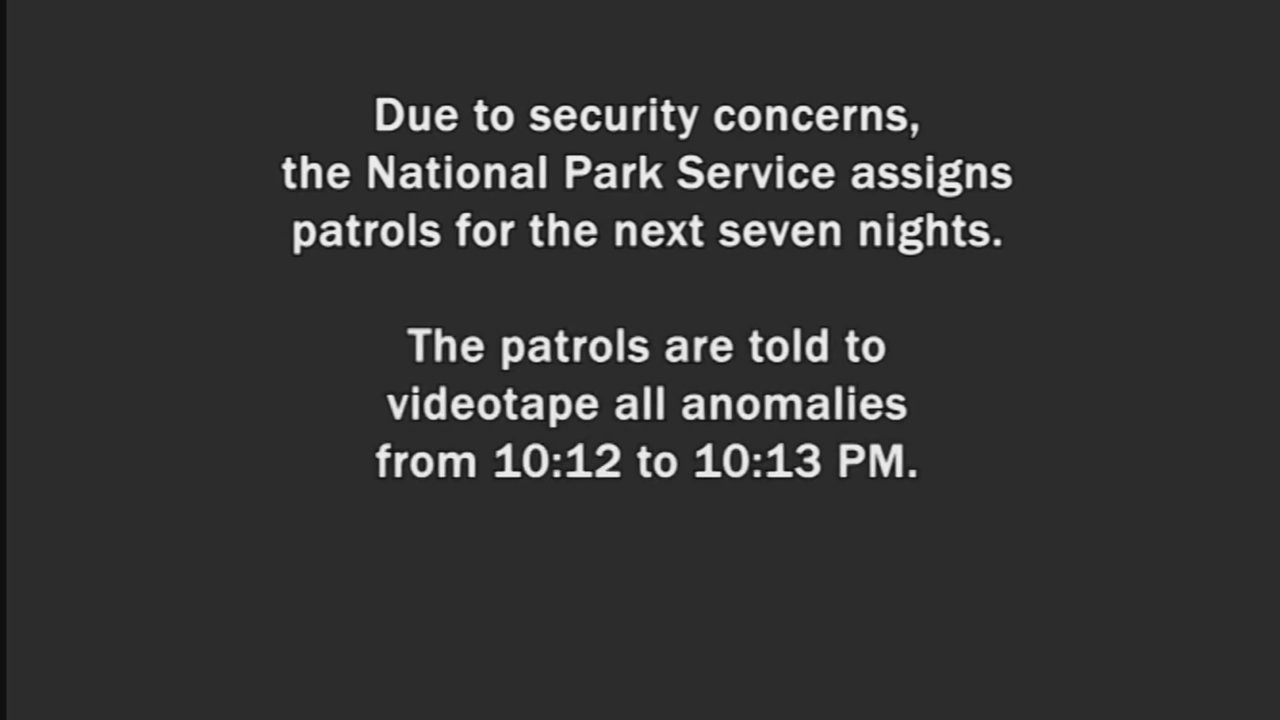 Due to security concerns,
the National Park Service assigns
patrols for the next seven nights.
The patrols are told to
videotape all anomalies
from 10:12 to 10:13 PM.